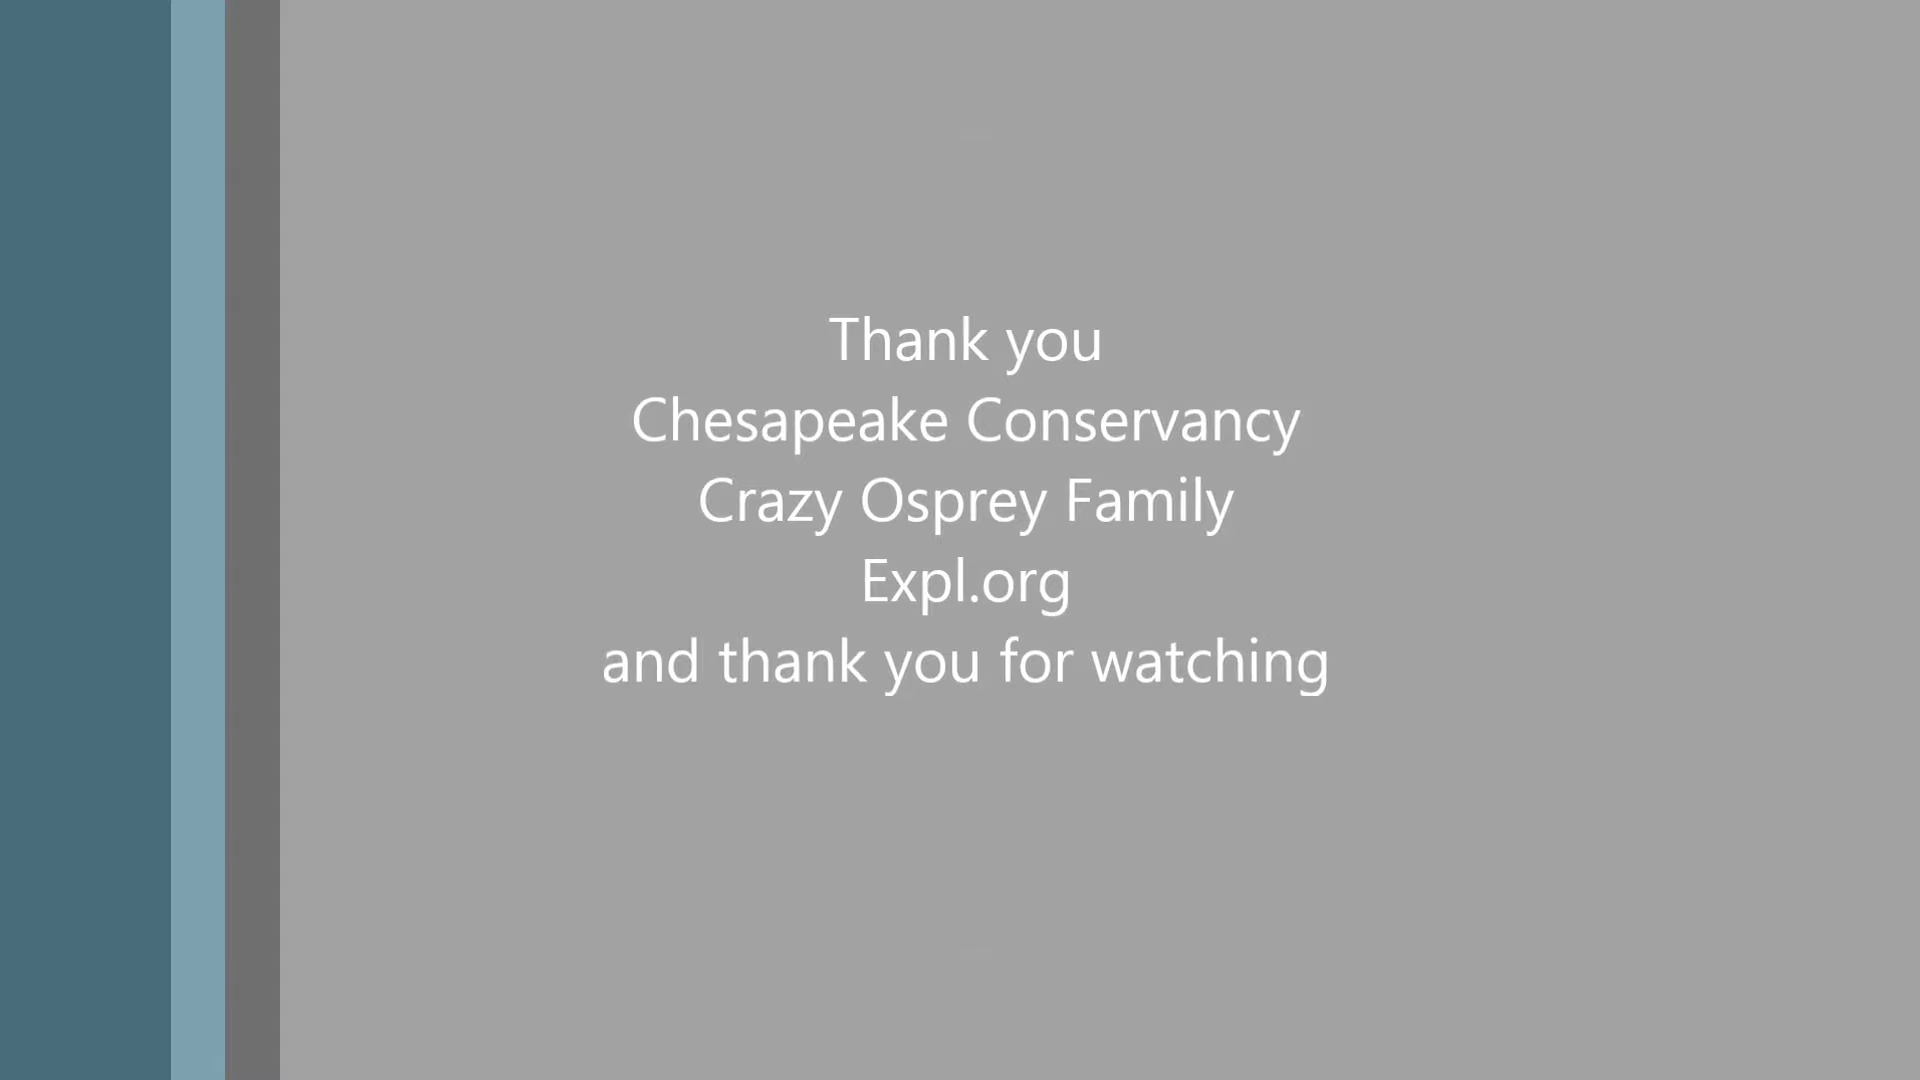 Thank you
Chesapeake Conservancy
Crazy Osprey Family
Expl.org
and thank you for watching